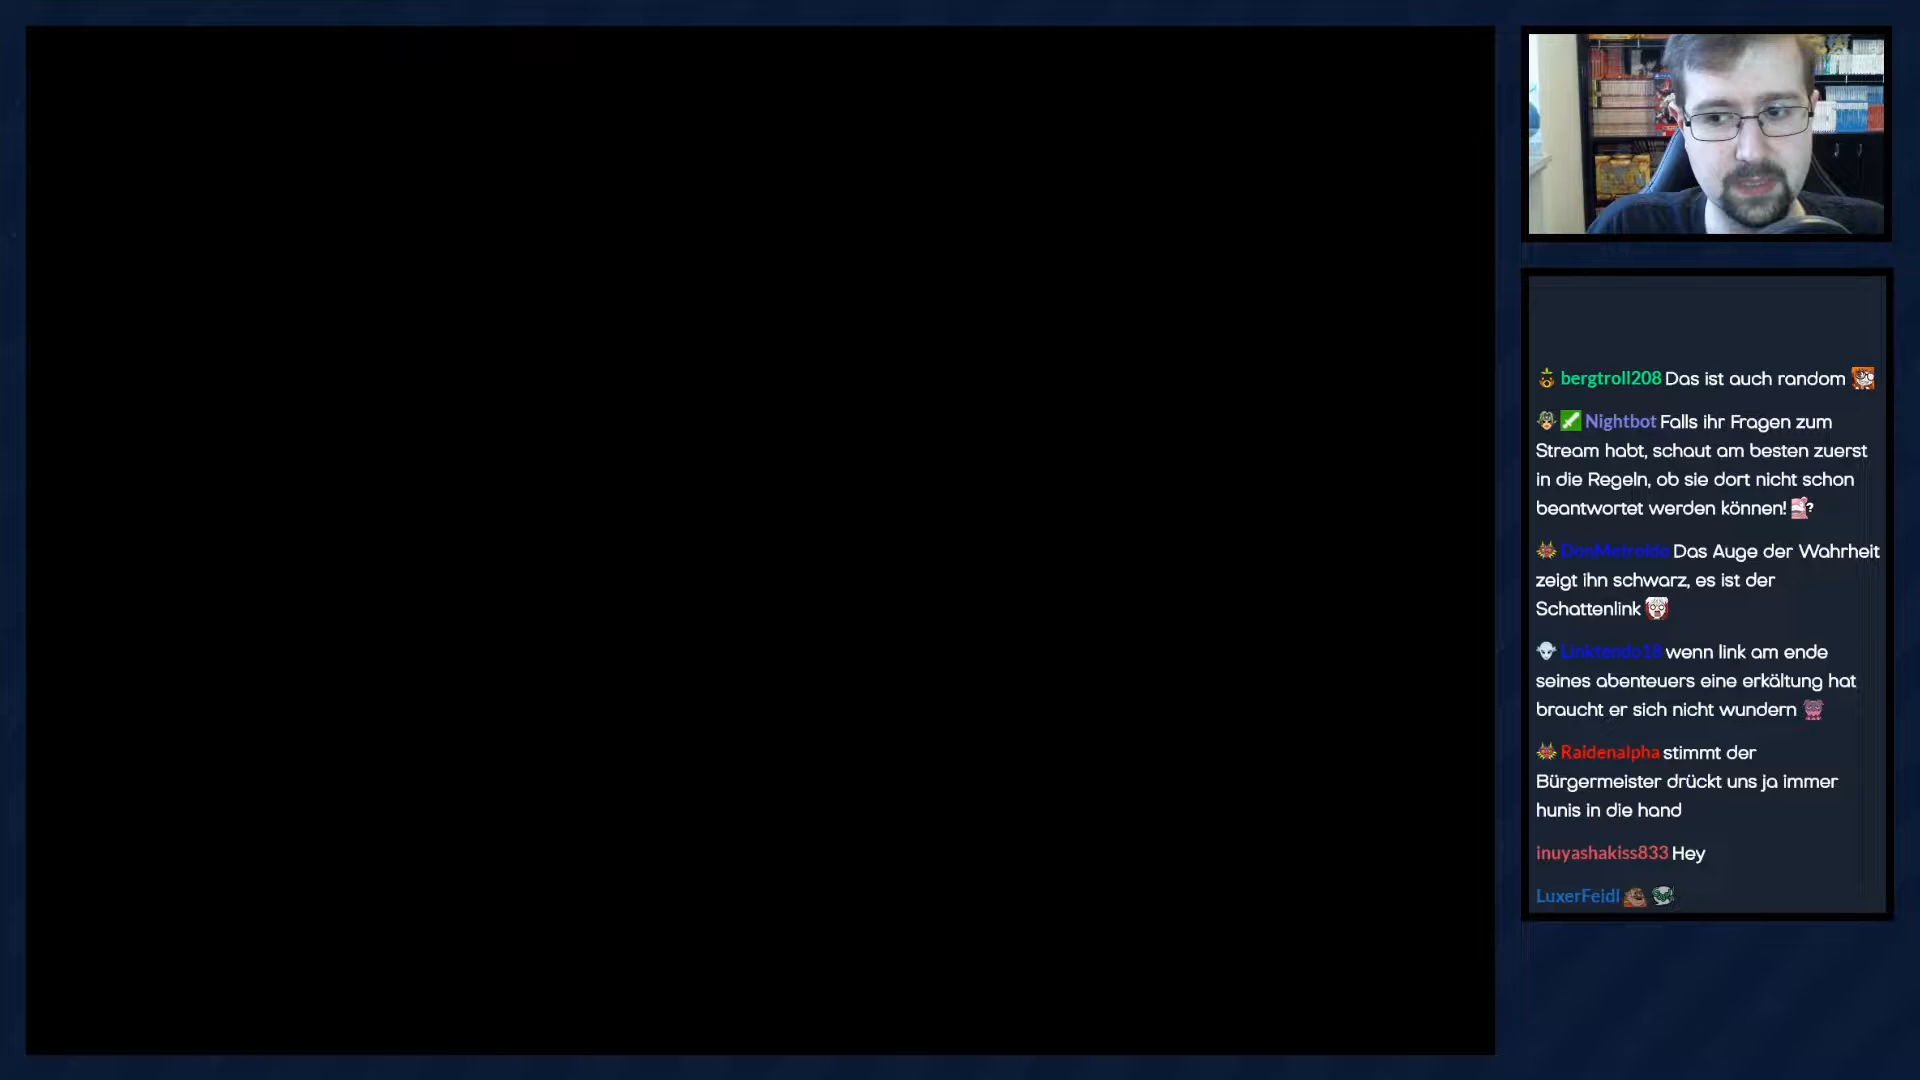 bergtroll208 Das ist auch random
Nightbot Falls ihr Fragen zum
Stream habt, schaut am besten zuerst
in die Regeln, ob sie dort nicht schon
beantwortet werden können!
DonMetroido Das Auge der Wahrheit
zeigt ihn schwarz, es ist der
Schattenlink
Linktendo18 wenn link am ende
seines abenteuers eine erkältung hat
braucht er sich nicht wundern
Raidenalpha stimmt der
Bürgermeister drückt uns ja immer
hunis in die hand
inuyashakiss833 Hey
LuxerFeidl